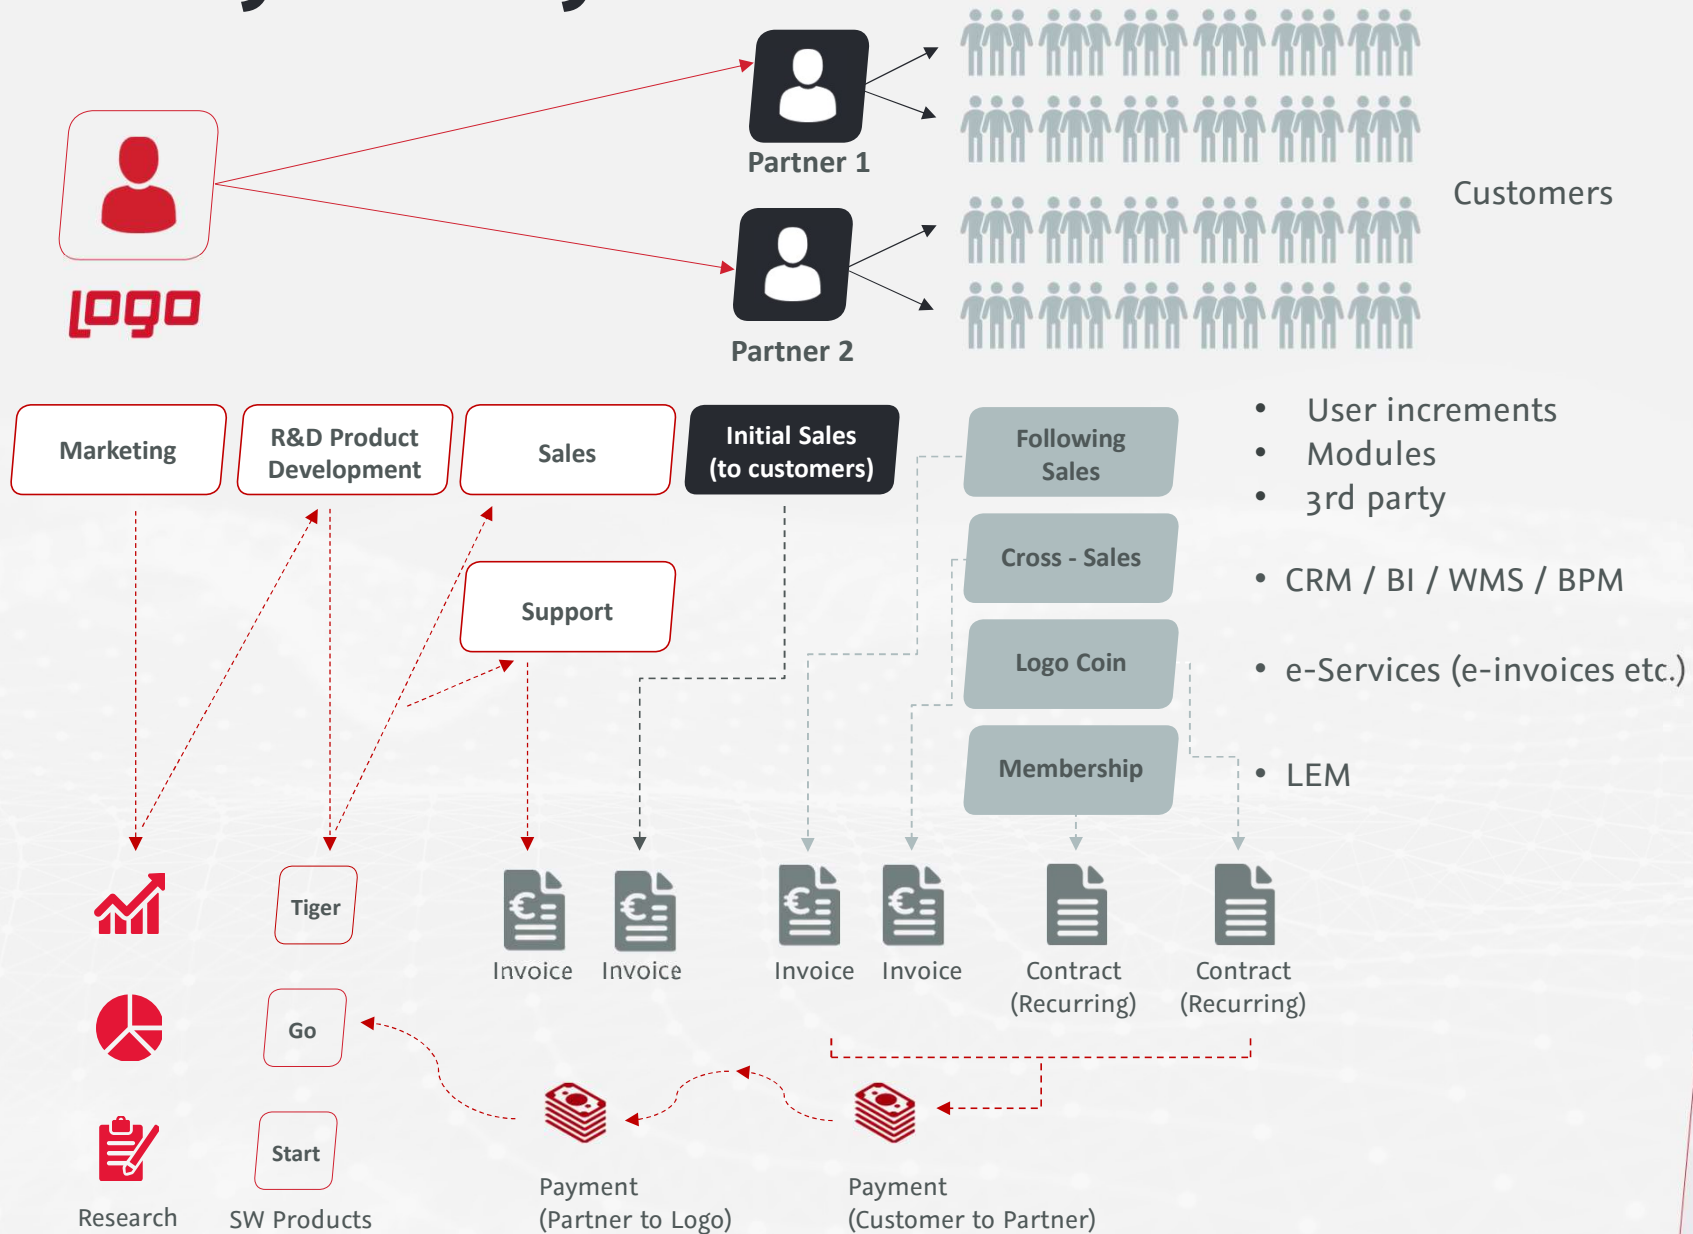 Partner 1
Customers
logo
Partner 2
Marketing
R&D Product
Development
Sales
Initial Sales
(to customers)
Following
Sales
• User increments
• Modules
• 3rd party
Support
Cross - Sales
• CRM / BI / WMS / BPM
Logo Coin
• e-Services (e-invoices etc.)
Membership
• LEM
Tiger
Invoice
Invoice
Invoice
Invoice
Contract
(Recurring)
Contract
(Recurring)
Go
Start
Research
SW Products
Payment
(Partner to Logo)
Payment
(Customer to Partner)